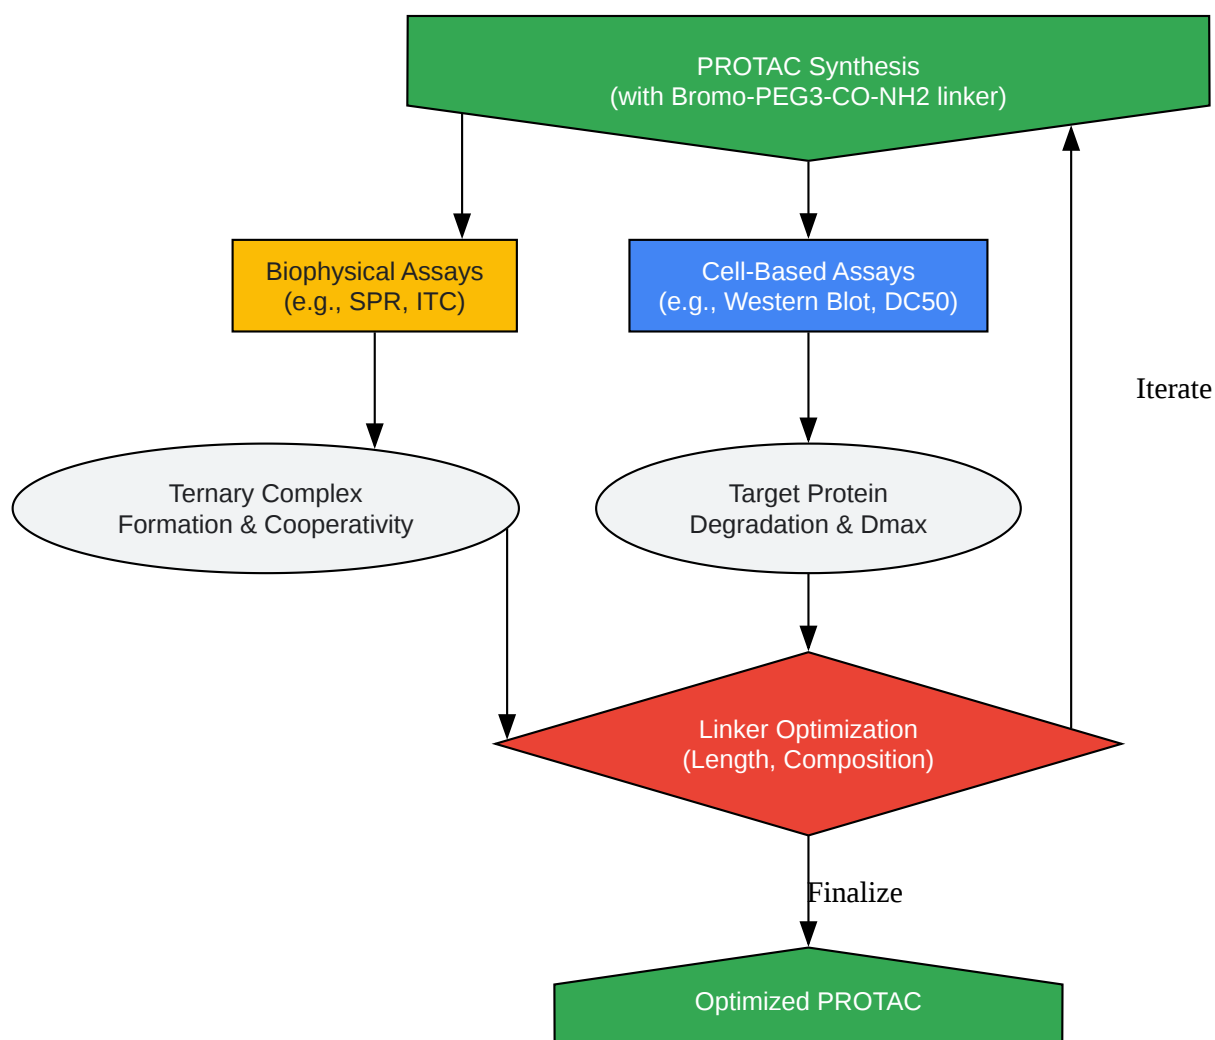 PROTAC Synthesis
(with Bromo-PEG3-CO-NH2 linker)
Biophysical Assays
(e.g., SPR, ITC)
Cell-Based Assays
(e.g., Western Blot, DC50)
Iterate
Ternary Complex
Formation & Cooperativity
Target Protein
Degradation & Dmax
Linker Optimization
(Length, Composition)
Finalize
Optimized PROTAC